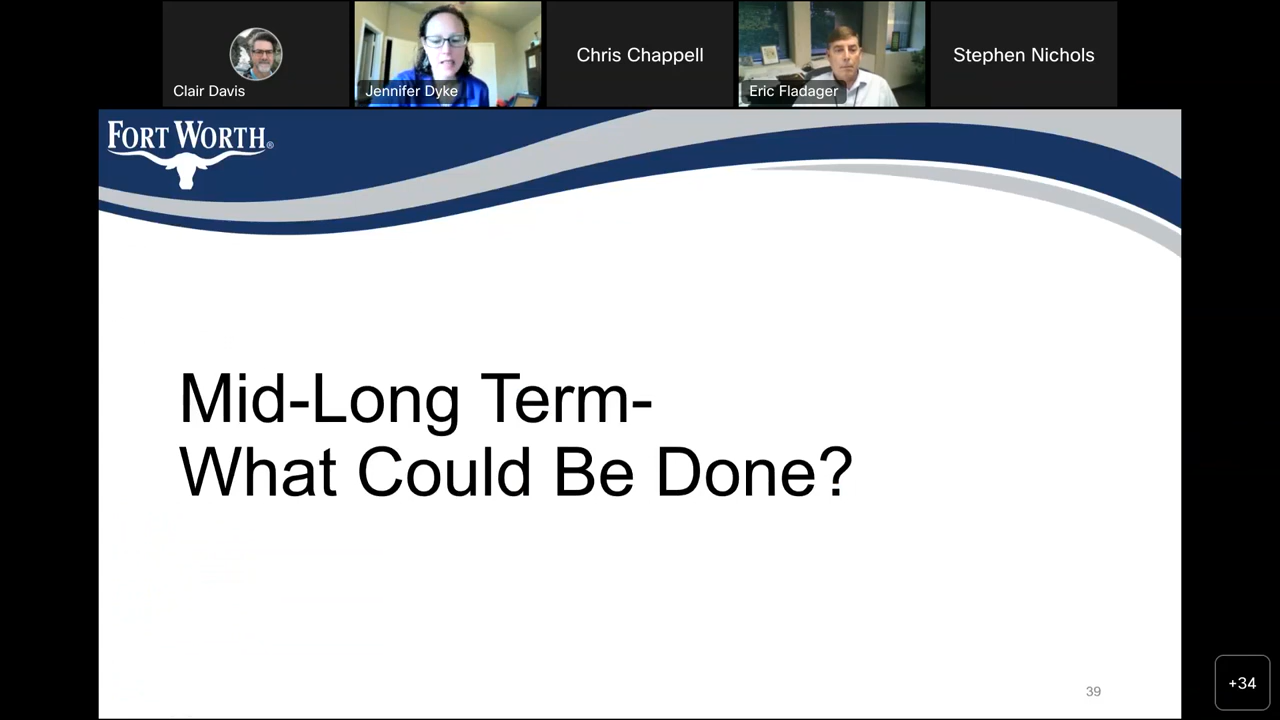 Clair Davis
Jennifer Dyke
Chris Chappell
Eric Fladager
Stephen Nichols
FORT WORTH®
Mid-Long Term-
What Could Be Done?
39
+34